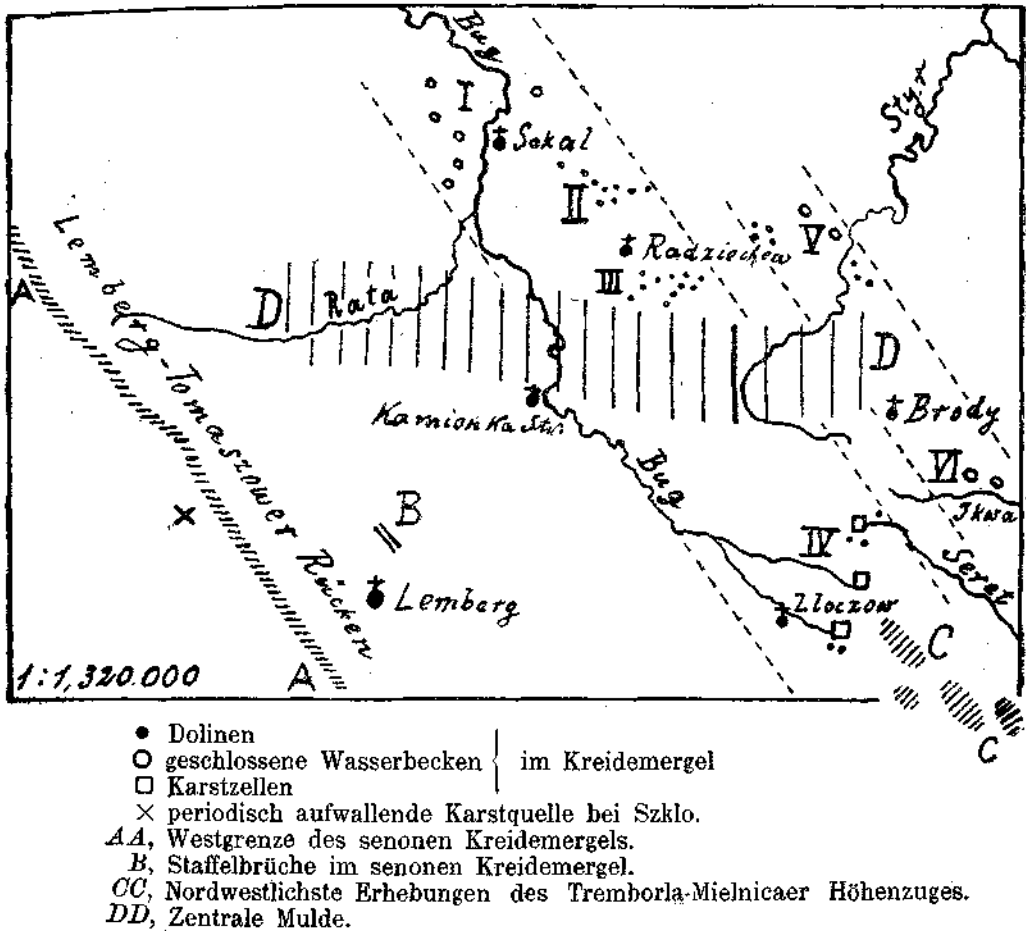 Bug
Styx
I
Sokal
II
V
Radziechow
III
Lemberg-Tomaszower Rücken
A
D
Rata
D
Kamionka Str.
Brody
Bug
VI
Ikwa
B
IV
Seret
Lemberg
Zloczow
C
1:1,320.000
A
C
● Dolinen
○ geschlossene Wasserbecken } im Kreidemergel
□ Karstzellen
× periodisch aufwallende Karstquelle bei Szklo.
AA, Westgrenze des senonen Kreidemergels.
B, Staffelbrüche im senonen Kreidemergel.
CC, Nordwestlichste Erhebungen des Tremborla-Mielnicaer Höhenzuges.
DD, Zentrale Mulde.